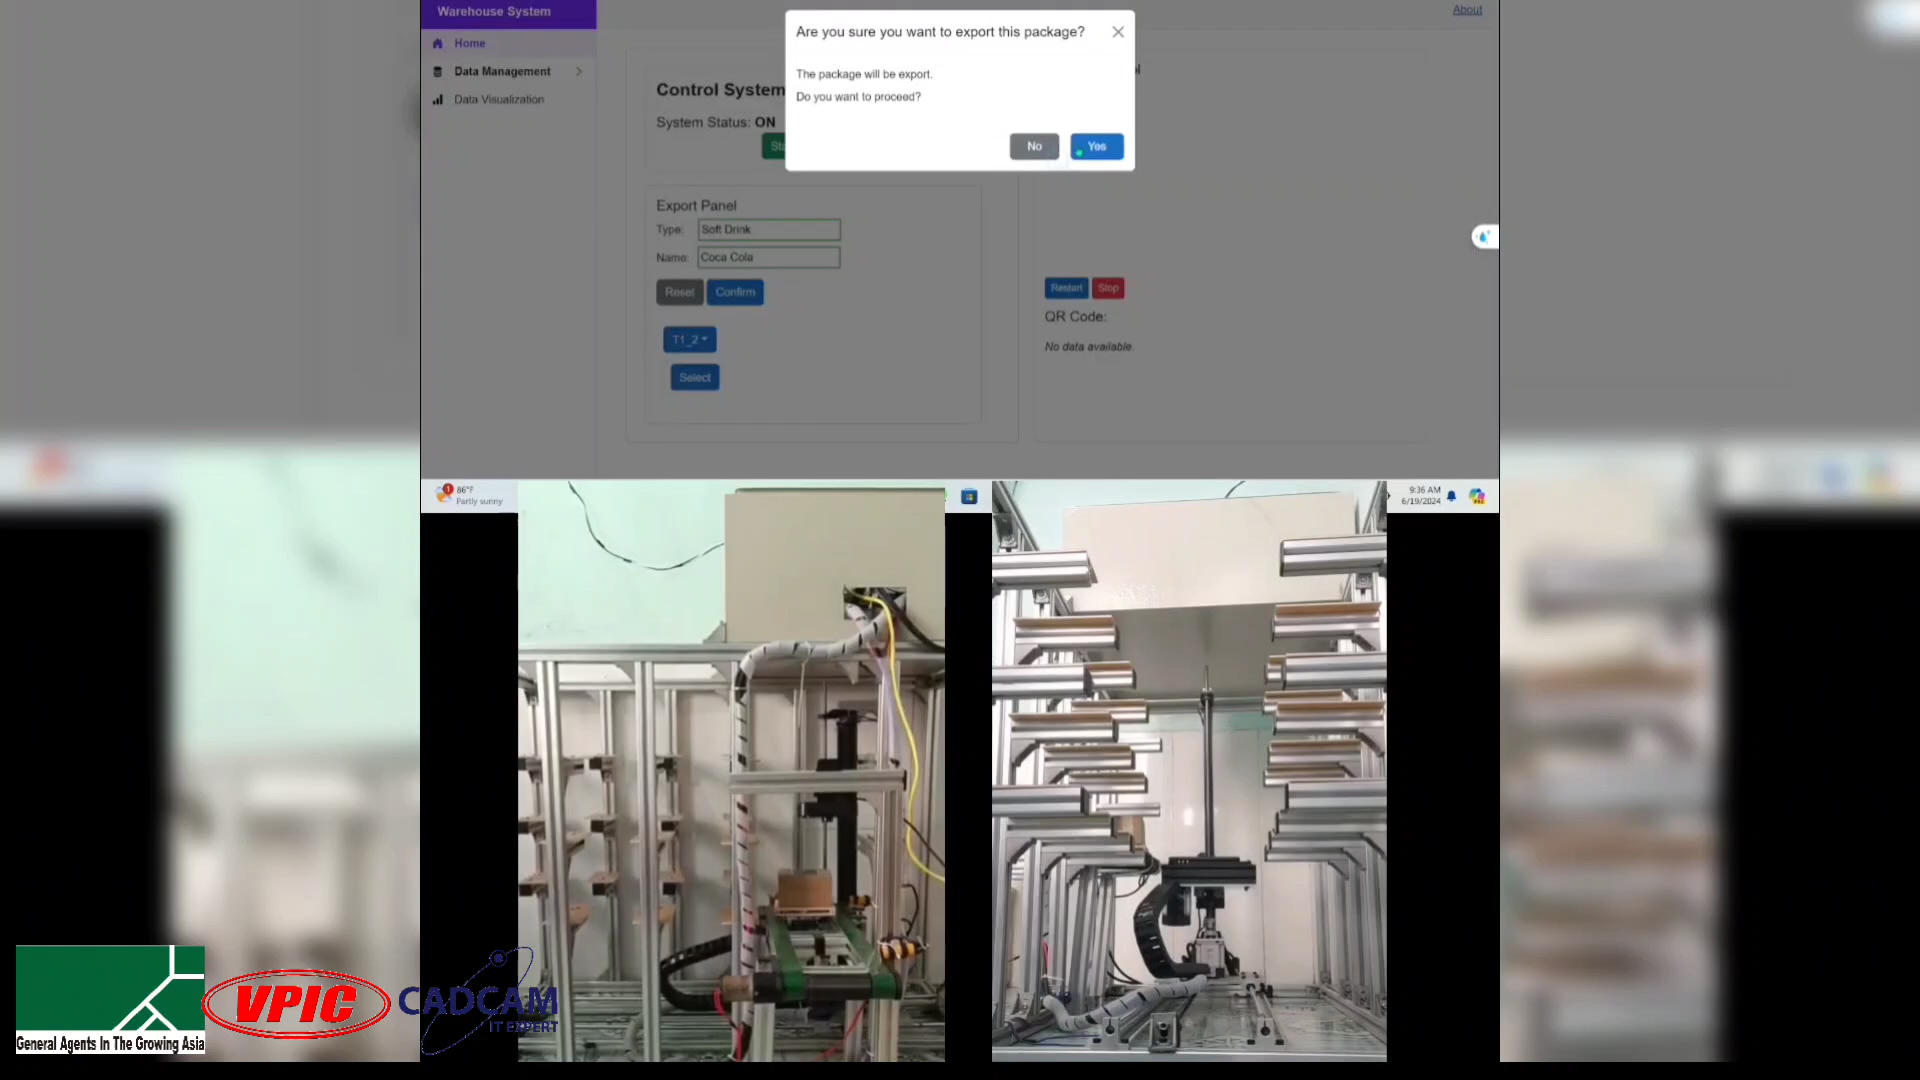 Warehouse System
About
Home
Data Management
Data Visualization
Are you sure you want to export this package?
The package will be export.
Do you want to proceed?
No
Yes
Control System
System Status: ON
Export Panel
Type:
Soft Drink
Name:
Coca Cola
Reset
Confirm
T1_2
Select
Restart
Stop
QR Code:
No data available.
1
86°F
Partly sunny
9:36 AM
6/19/2024
General Agents In The Growing Asia
VPIC
CADCAM
IT EXPERT